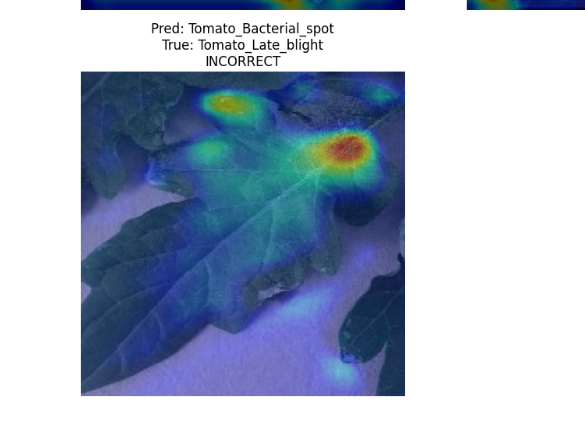 Pred: Tomato_Bacterial_spot
True: Tomato_Late_blight
INCORRECT